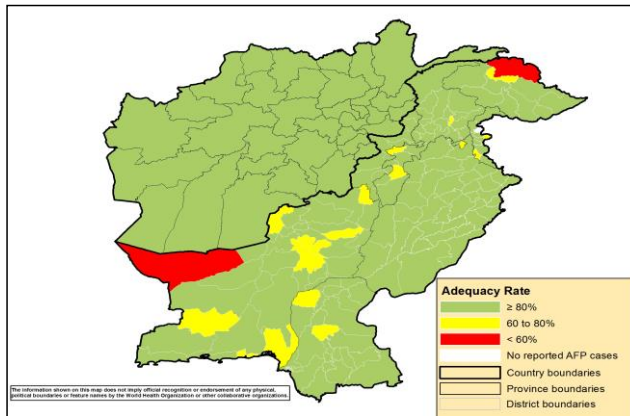 Adequacy Rate
≥ 80%
60 to 80%
< 60%
No reported AFP cases
Country boundaries
Province boundaries
District boundaries
The information shown on this map does not imply official recognition or endorsement of any physical,
political boundaries or feature names by the World Health Organization or other collaborative organizations.